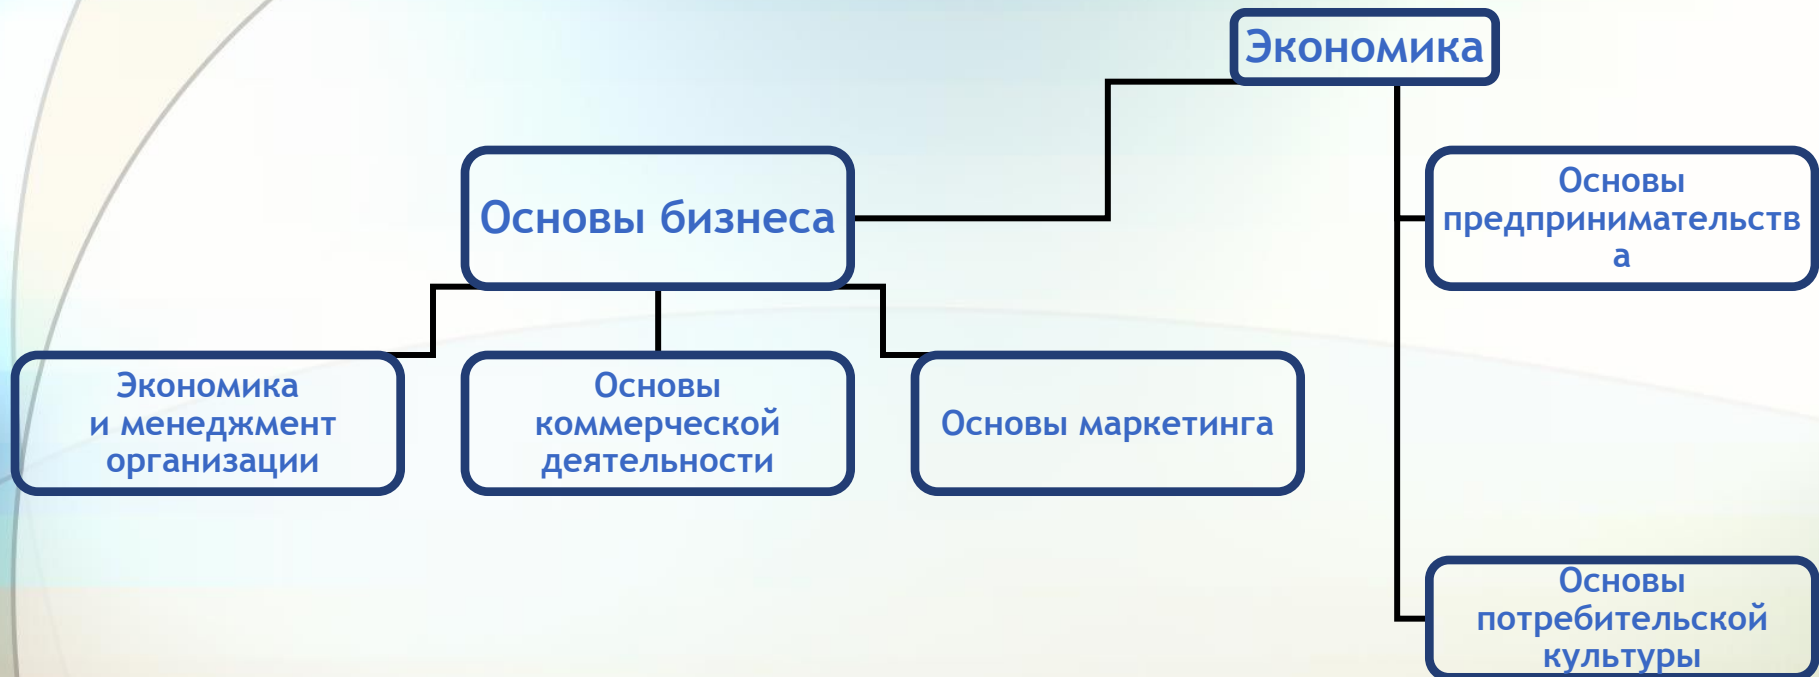 Экономика
Основы бизнеса
Основы
предпринимательств
а
Экономика
и менеджмент
организации
Основы
коммерческой
деятельности
Основы маркетинга
Основы
потребительской
культуры